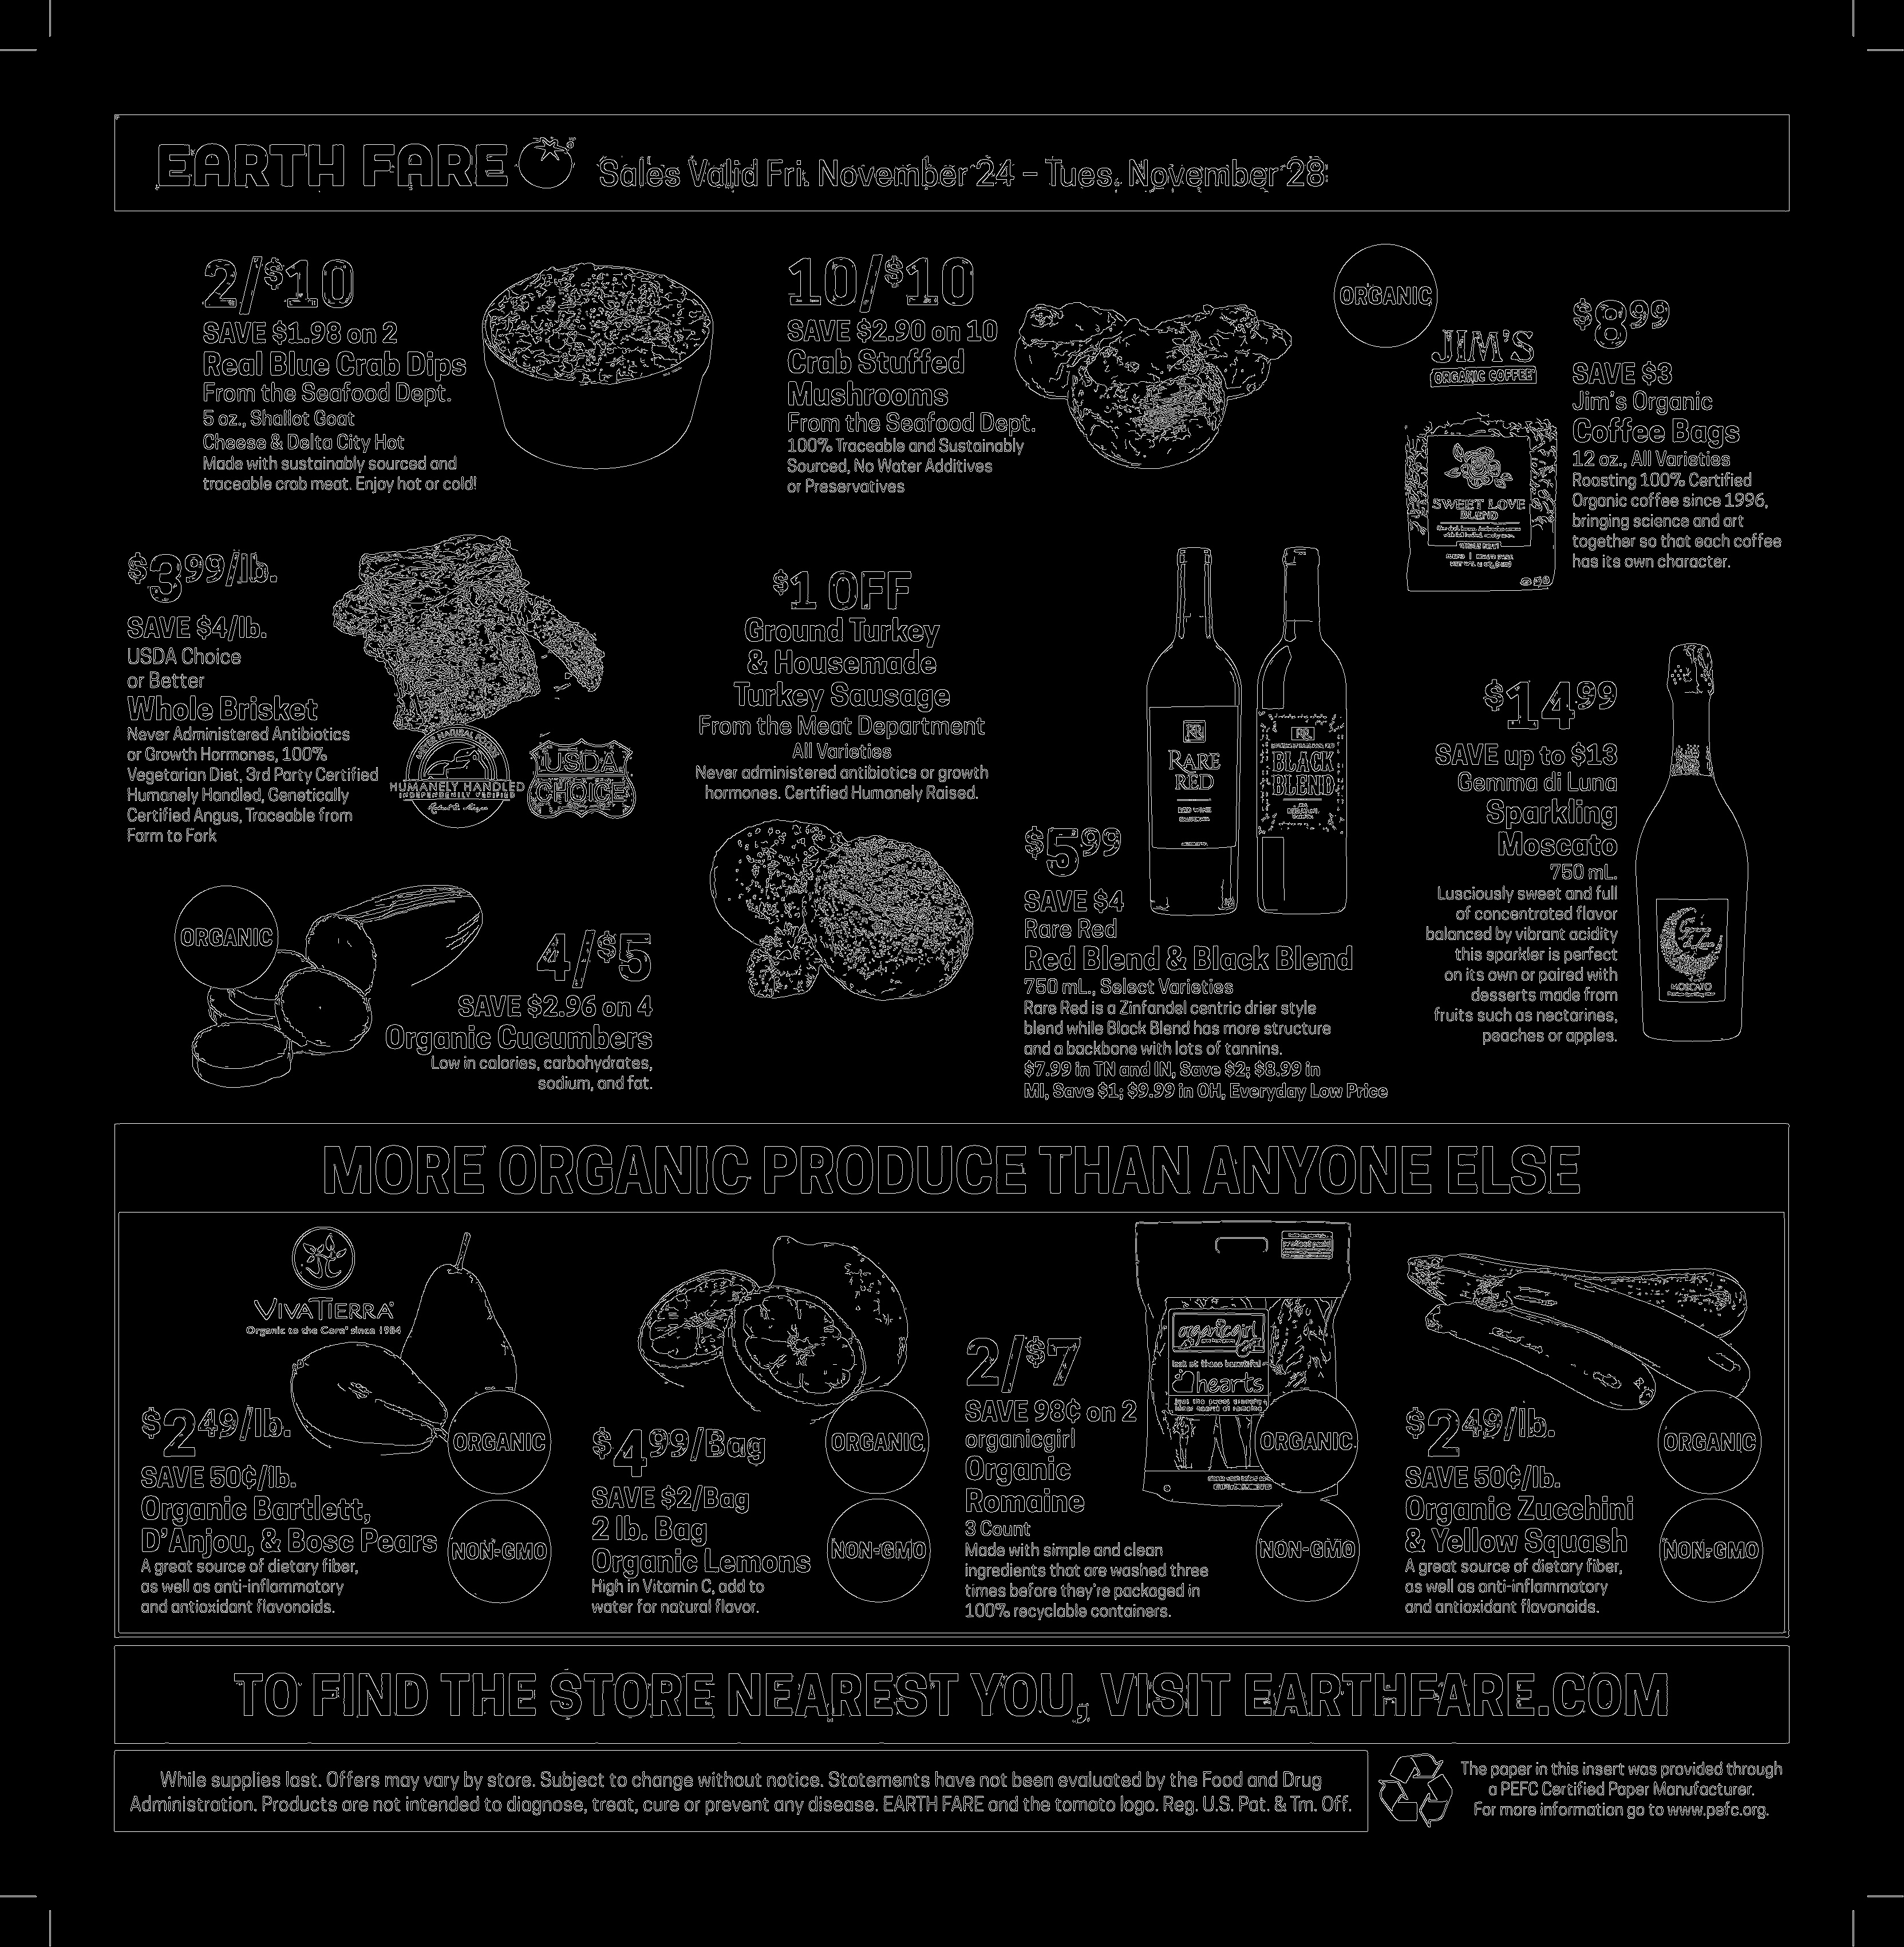 EARTH FARE Sales Valid Fri. November 24 – Tues. November 28
2/$10
SAVE $1.98 on 2
Real Blue Crab Dips
From the Seafood Dept.
5 oz., Shallot Goat
Cheese & Delta City Hot
Made with sustainably sourced and
traceable crab meat. Enjoy hot or cold!
10/$10
SAVE $2.90 on 10
Crab Stuffed
Mushrooms
From the Seafood Dept.
100% Traceable and Sustainably
Sourced, No Water Additives
or Preservatives
ORGANIC
JIM'S
ORGANIC COFFEE
SWEET LOVE
BLEND
$8.99
SAVE $3
Jim's Organic
Coffee Bags
12 oz., All Varieties
Roasting 100% Certified
Organic coffee since 1996,
bringing science and art
together so that each coffee
has its own character.
$3.99/lb.
SAVE $4/lb.
USDA Choice
or Better
Whole Brisket
Never Administered Antibiotics
or Growth Hormones, 100%
Vegetarian Diet, 3rd Party Certified
Humanely Handled, Genetically
Certified Angus, Traceable from
Farm to Fork
HUMANELY HANDLED
INDEPENDENTLY VERIFIED
USDA
CHOICE
$1 OFF
Ground Turkey
& Housemade
Turkey Sausage
From the Meat Department
All Varieties
Never administered antibiotics or growth
hormones. Certified Humanely Raised.
RR
RARE
RED
RR
BLACK
BLEND
$5.99
SAVE $4
Rare Red
Red Blend & Black Blend
750 mL., Select Varieties
Rare Red is a Zinfandel centric drier style
blend while Black Blend has more structure
and a backbone with lots of tannins.
$7.99 in TN and IN, Save $2; $8.99 in
MI, Save $1; $9.99 in OH, Everyday Low Price
$14.99
SAVE up to $13
Gemma di Luna
Sparkling
Moscato
750 mL.
Lusciously sweet and full
of concentrated flavor
balanced by vibrant acidity
this sparkler is perfect
on its own or paired with
desserts made from
fruits such as nectarines,
peaches or apples.
MOSCATO
ORGANIC
4/$5
SAVE $2.96 on 4
Organic Cucumbers
Low in calories, carbohydrates,
sodium, and fat.
MORE ORGANIC PRODUCE THAN ANYONE ELSE
VIVATIERRA
Organic to the Core® since 1984
$2.49/lb.
SAVE 50¢/lb.
Organic Bartlett,
D'Anjou, & Bosc Pears
A great source of dietary fiber,
as well as anti-inflammatory
and antioxidant flavonoids.
ORGANIC
NON-GMO
$4.99/Bag
SAVE $2/Bag
2 lb. Bag
Organic Lemons
High in Vitamin C, add to
water for natural flavor.
ORGANIC
NON-GMO
2/$7
SAVE 98¢ on 2
organicgirl
Organic
Romaine
3 Count
Made with simple and clean
ingredients that are washed three
times before they're packaged in
100% recyclable containers.
organicgirl
look at these beautiful
hearts
ORGANIC
NON-GMO
$2.49/lb.
SAVE 50¢/lb.
Organic Zucchini
& Yellow Squash
A great source of dietary fiber,
as well as anti-inflammatory
and antioxidant flavonoids.
ORGANIC
NON-GMO
TO FIND THE STORE NEAREST YOU, VISIT EARTHFARE.COM
While supplies last. Offers may vary by store. Subject to change without notice. Statements have not been evaluated by the Food and Drug
Administration. Products are not intended to diagnose, treat, cure or prevent any disease. EARTH FARE and the tomato logo. Reg. U.S. Pat. & Tm. Off.
The paper in this insert was provided through
a PEFC Certified Paper Manufacturer.
For more information go to www.pefc.org.